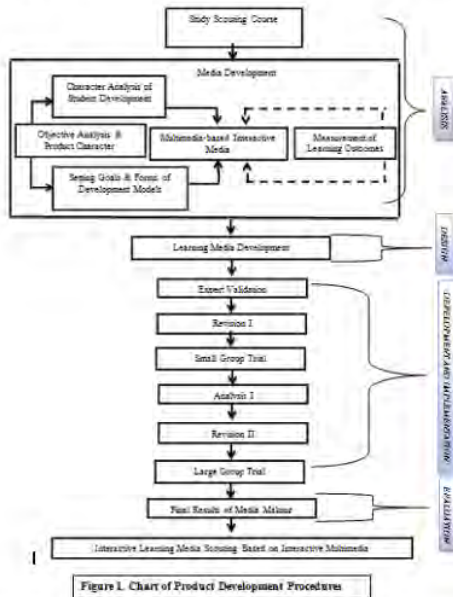 Study Scouting Course
Media Development
Character Analysis of
Student Development
Objective Analysis &
Product Character
Multimedia-based Interactive
Media
Measurement of
Learning Outcomes
Setting Goals & Forms of
Development Models
ANALYSIS
Learning Media Development
DESIGN
Expert Validation
Revision I
Small Group Trial
Analysis I
Revision II
Large Group Trial
DEVELOPMENT AND IMPLEMENTATION
Final Results of Media Makeup
EVALUATION
Interactive Learning Media Scouting Based on Interactive Multimedia
Figure 1. Chart of Product Development Procedures